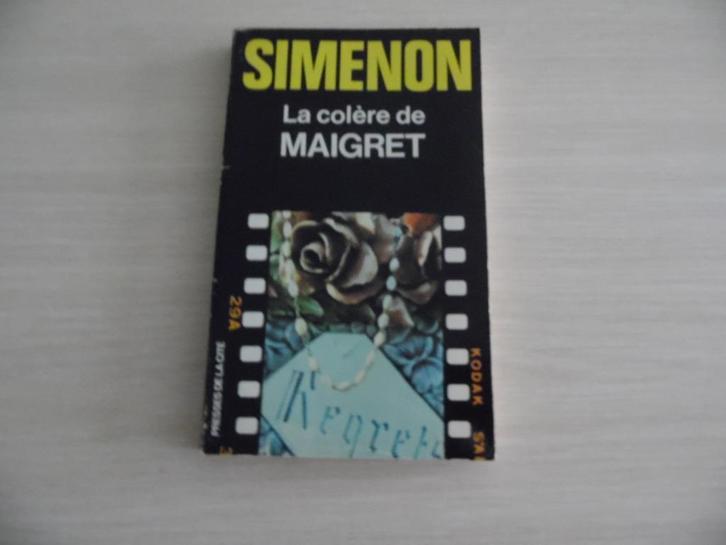 SIMENON
La colère de
MAIGRET
29A
PRESSES DE LA CITÉ
KODAK
Regrets